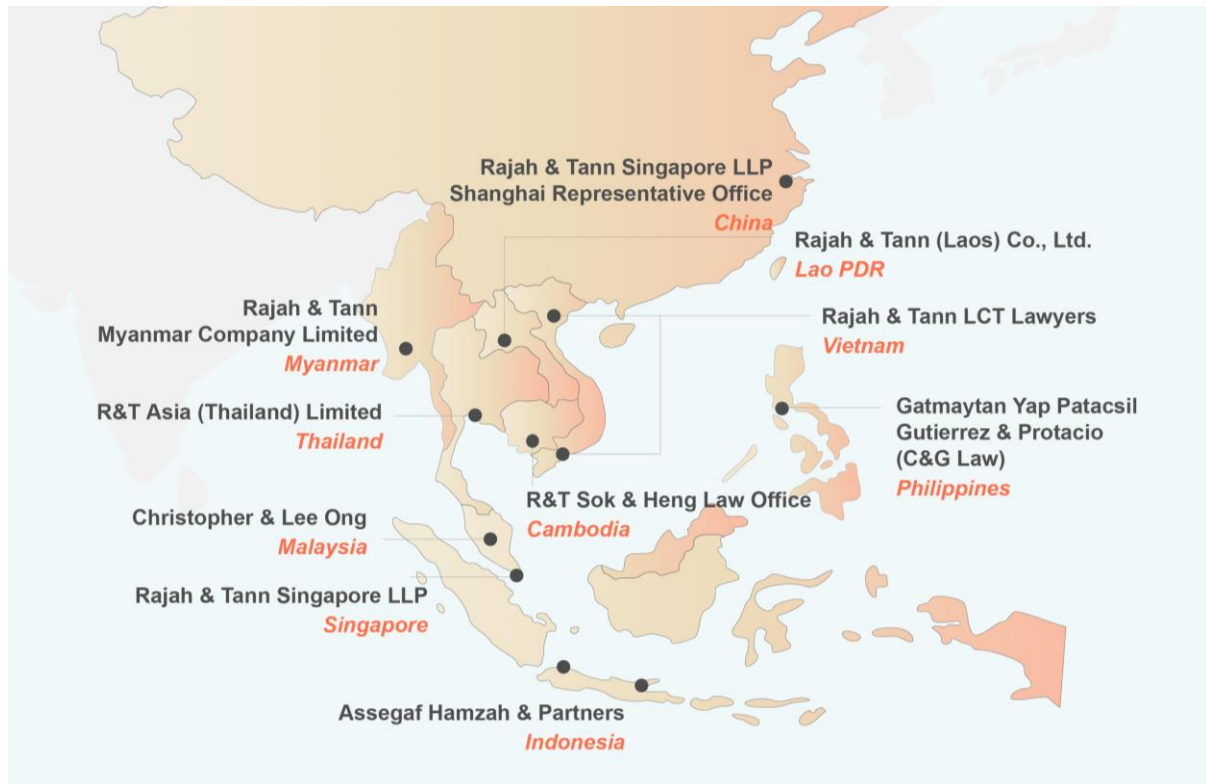 Rajah & Tann Singapore LLP
Shanghai Representative Office
China
Rajah & Tann (Laos) Co., Ltd.
Lao PDR
Rajah & Tann
Myanmar Company Limited
Myanmar
Rajah & Tann LCT Lawyers
Vietnam
R&T Asia (Thailand) Limited
Thailand
Gatmaytan Yap Patacsil
Gutierrez & Protacio
(C&G Law)
Philippines
R&T Sok & Heng Law Office
Cambodia
Christopher & Lee Ong
Malaysia
Rajah & Tann Singapore LLP
Singapore
Assegaf Hamzah & Partners
Indonesia